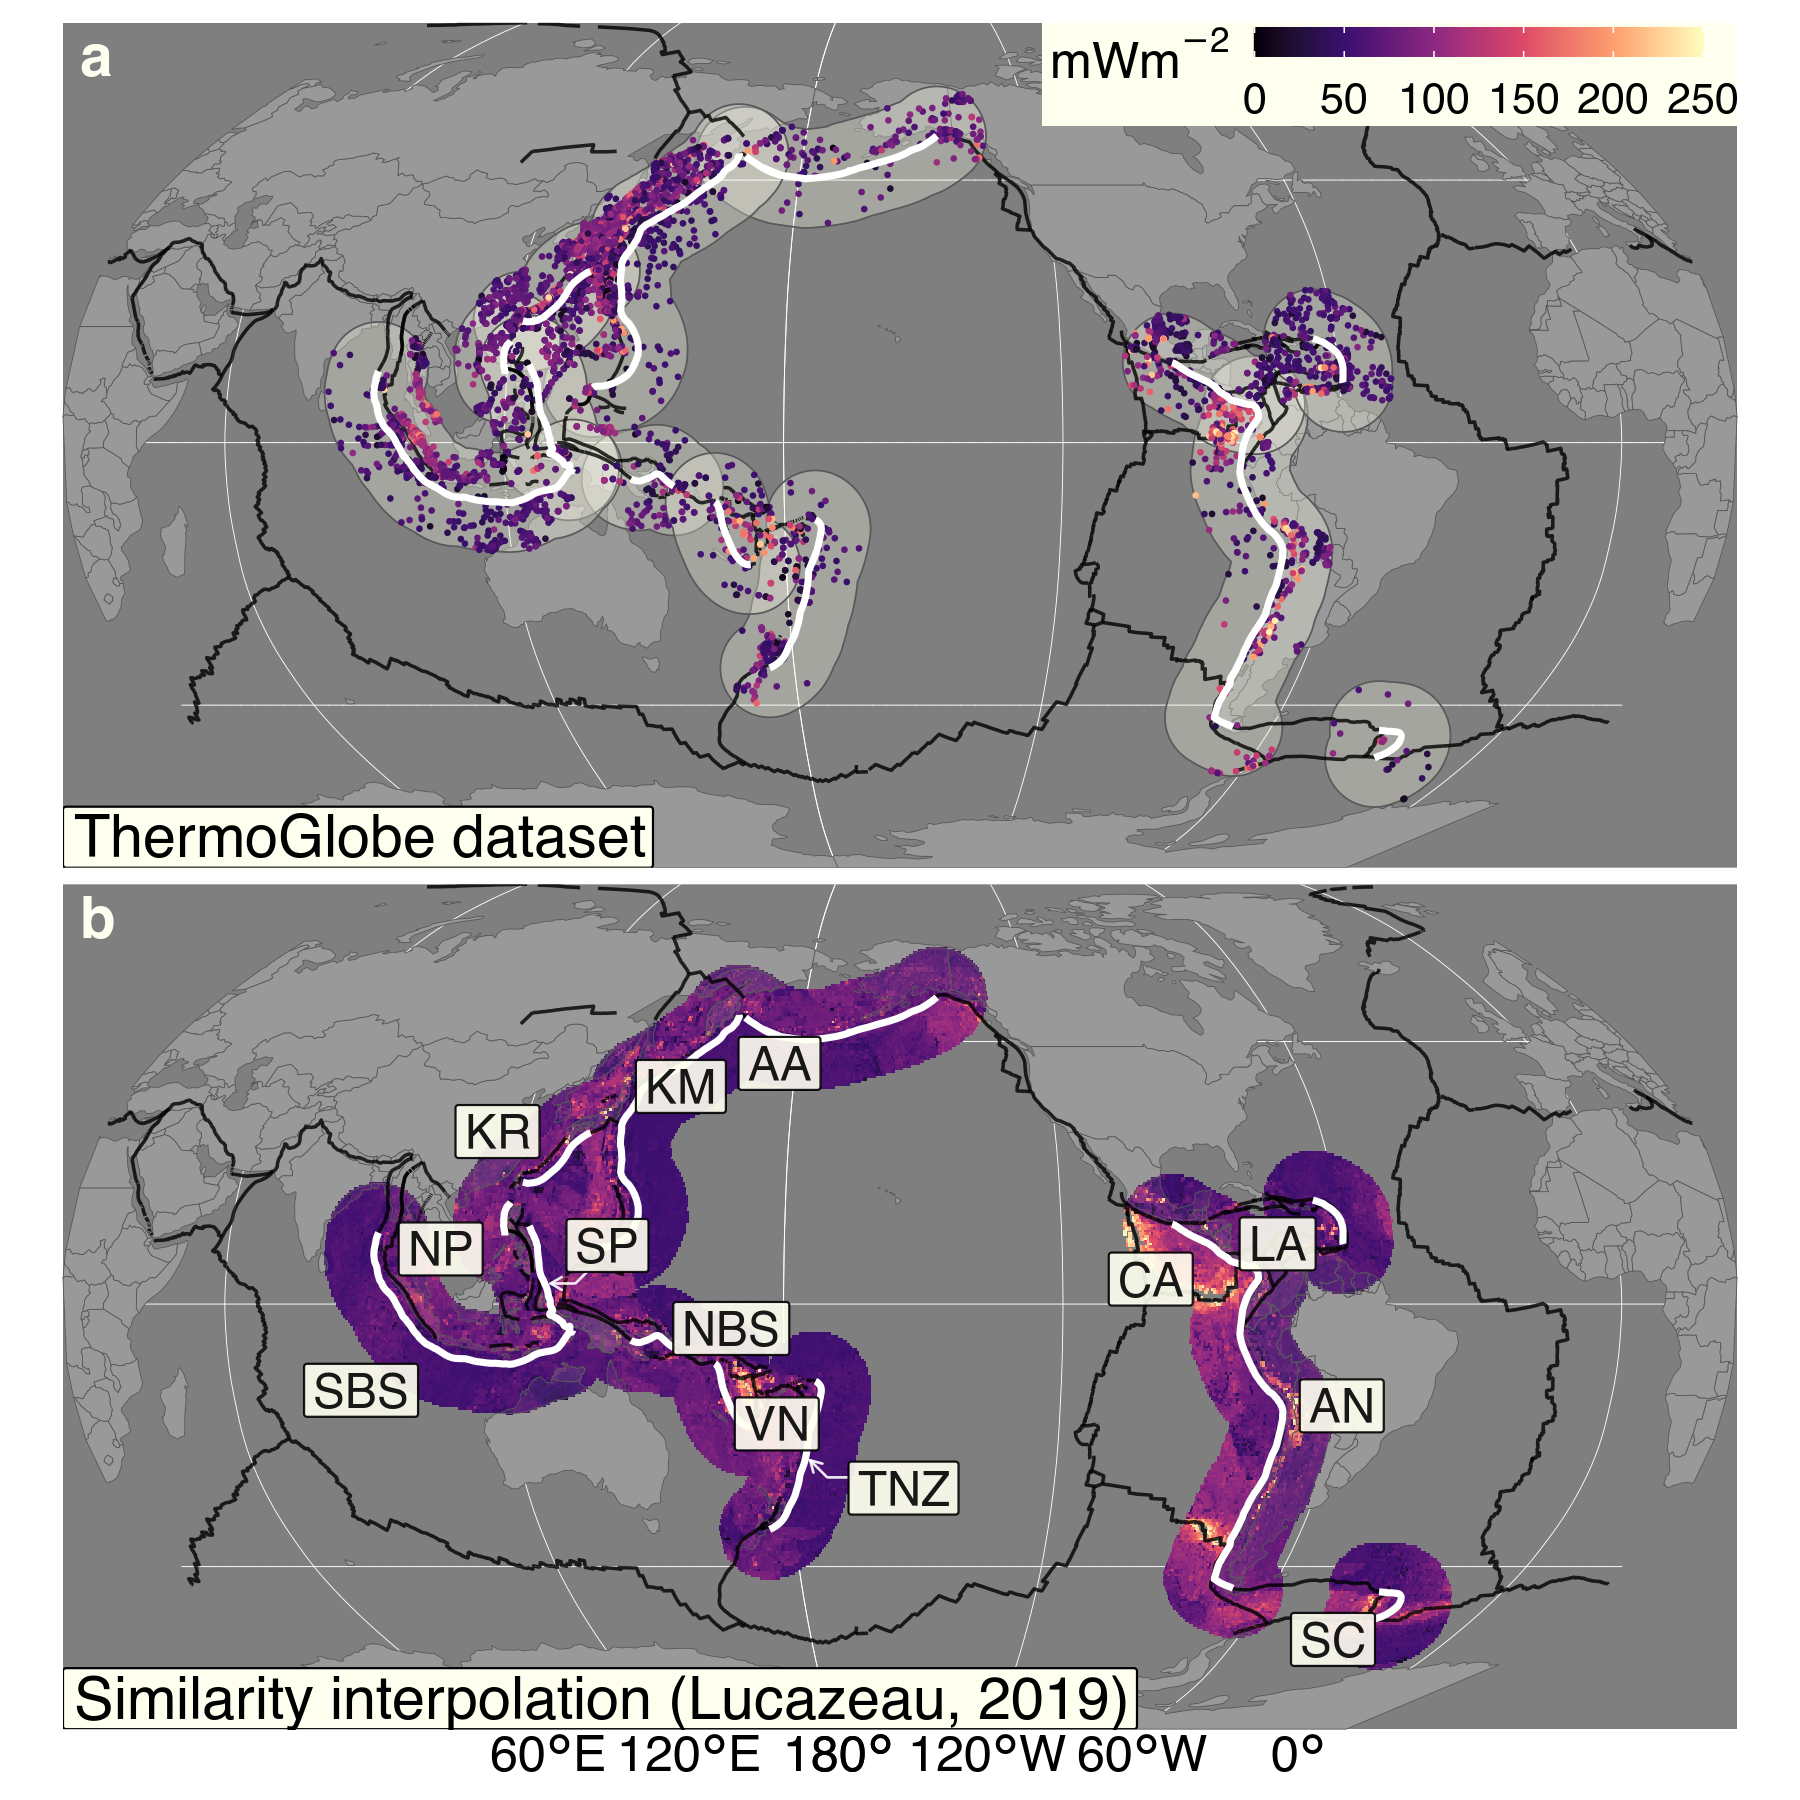 a
mWm−2
0 50 100 150 200 250
ThermoGlobe dataset
b
AA
KM
KR
NP
SP
LA
CA
NBS
SBS
AN
VN
TNZ
SC
Similarity interpolation (Lucazeau, 2019)
60°E 120°E 180° 120°W 60°W 0°